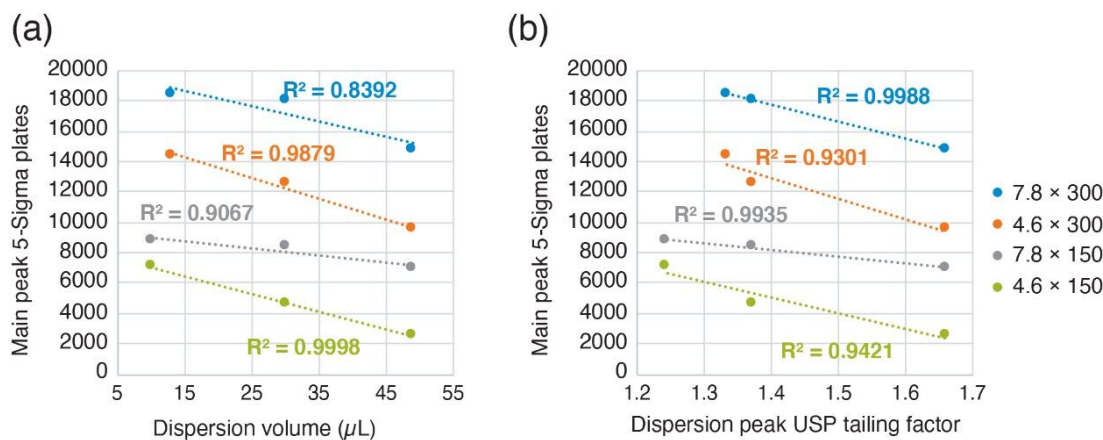 (a)
Main peak 5-Sigma plates
20000
18000
16000
14000
12000
10000
8000
6000
4000
2000
0
R² = 0.8392
R² = 0.9879
R² = 0.9067
R² = 0.9998
5 15 25 35 45 55
Dispersion volume (µL)
(b)
Main peak 5-Sigma plates
20000
18000
16000
14000
12000
10000
8000
6000
4000
2000
0
R² = 0.9988
R² = 0.9301
R² = 0.9935
R² = 0.9421
1.2 1.3 1.4 1.5 1.6 1.7
Dispersion peak USP tailing factor
7.8 × 300
4.6 × 300
7.8 × 150
4.6 × 150